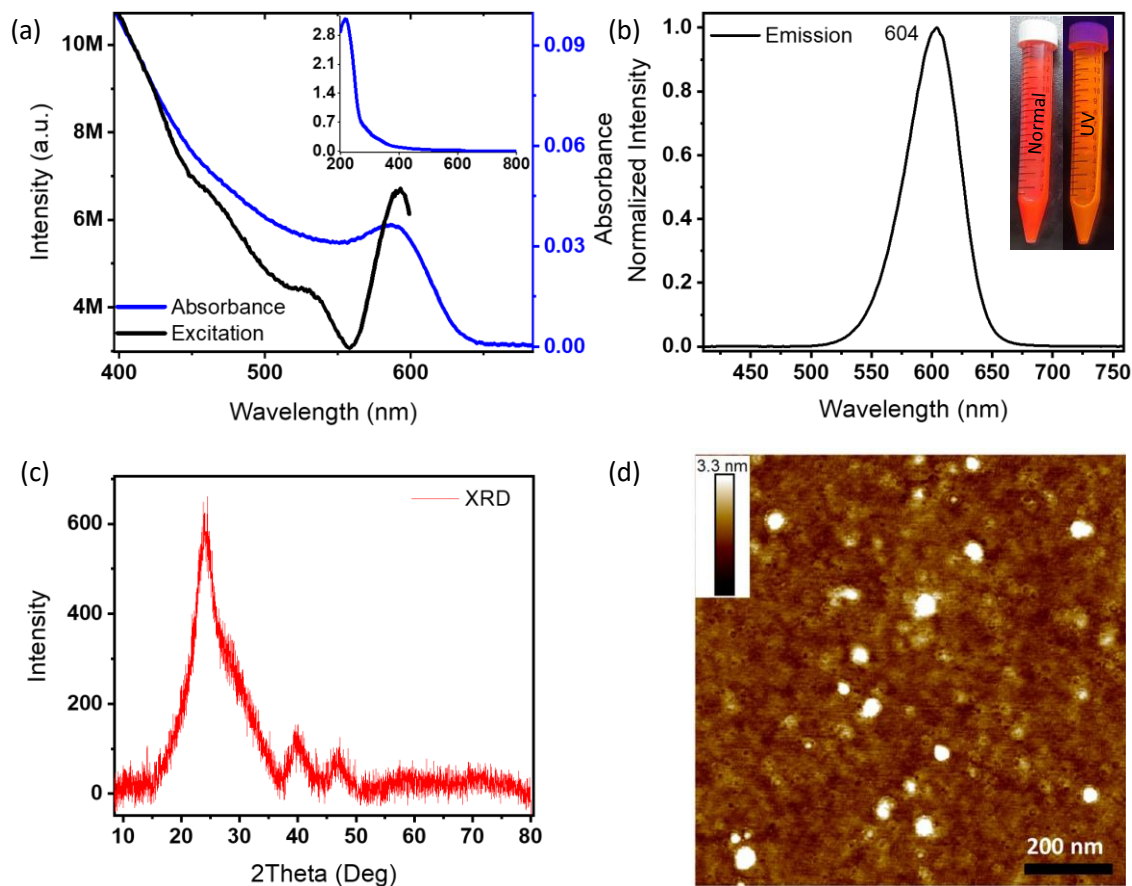 (a)
10M
8M
6M
4M
Intensity (a.u.)
400
500
600
Wavelength (nm)
0.09
0.06
0.03
0.00
Absorbance
Absorbance
Excitation
2.8
2.1
1.4
0.7
0.0
200
400
600
800
(b)
Emission
604
1.0
0.8
0.6
0.4
0.2
0.0
Normalized Intensity
450
500
550
600
650
700
750
Wavelength (nm)
Normal
UV
(c)
XRD
600
400
200
0
Intensity
10
20
30
40
50
60
70
80
2Theta (Deg)
(d)
3.3 nm
200 nm